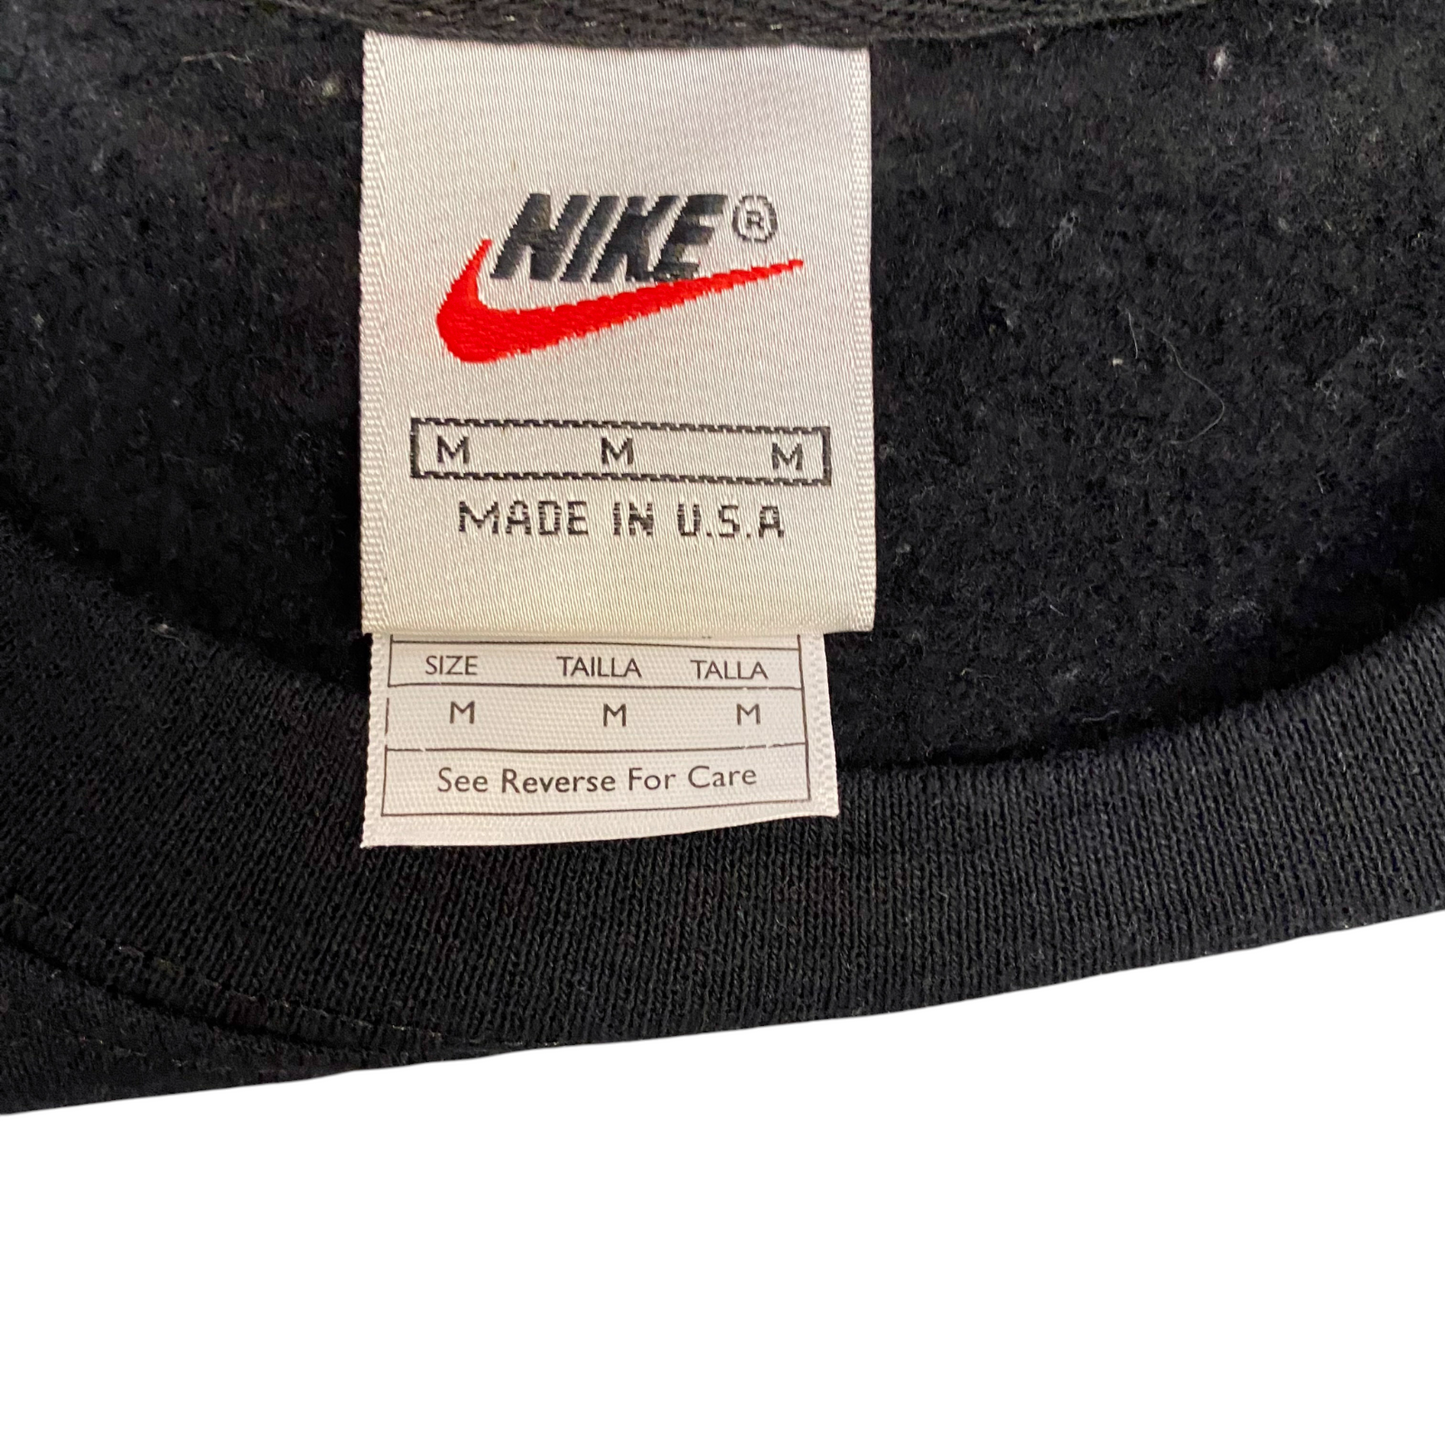 NIKE®
M M M
MADE IN U.S.A
SIZE TAILLA TALLA
M M M
See Reverse For Care